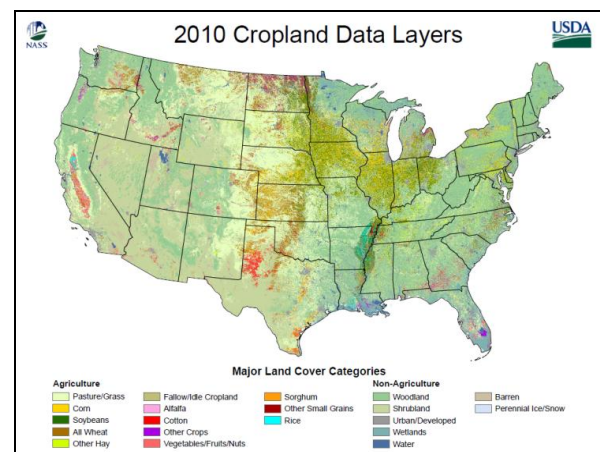 NASS
2010 Cropland Data Layers
USDA
Major Land Cover Categories
Agriculture
Non-Agriculture
Pasture/Grass
Corn
Soybeans
All Wheat
Other Hay
Fallow/Idle Cropland
Alfalfa
Cotton
Other Crops
Vegetables/Fruits/Nuts
Sorghum
Other Small Grains
Rice
Woodland
Shrubland
Urban/Developed
Wetlands
Water
Barren
Perennial Ice/Snow